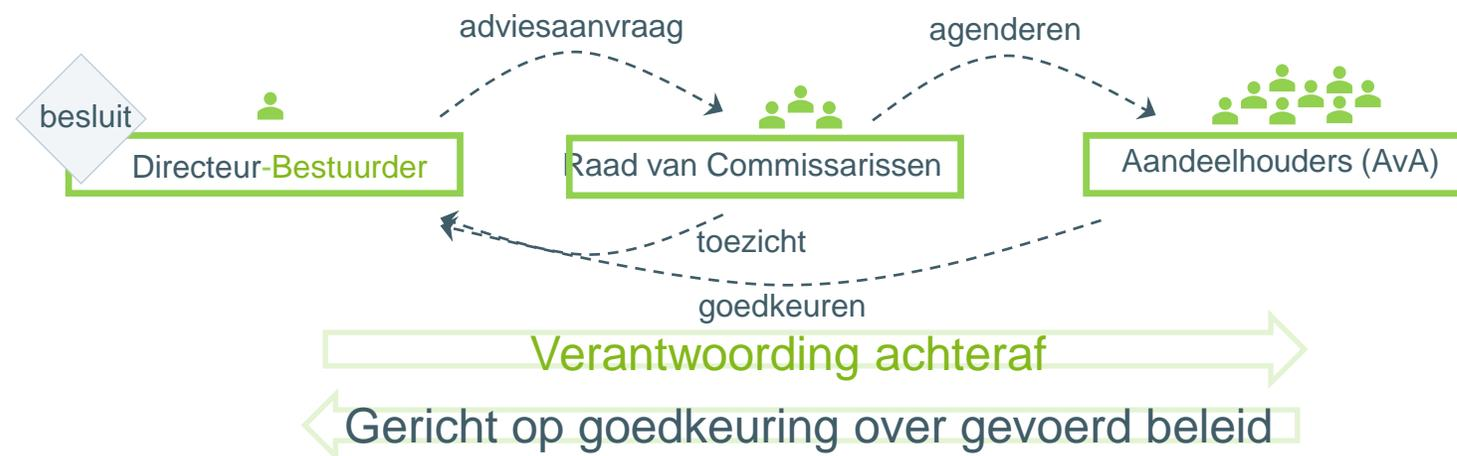 adviesaanvraag
agenderen
besluit
Directeur-Bestuurder
Raad van Commissarissen
Aandeelhouders (AvA)
toezicht
goedkeuren
Verantwoording achteraf
Gericht op goedkeuring over gevoerd beleid